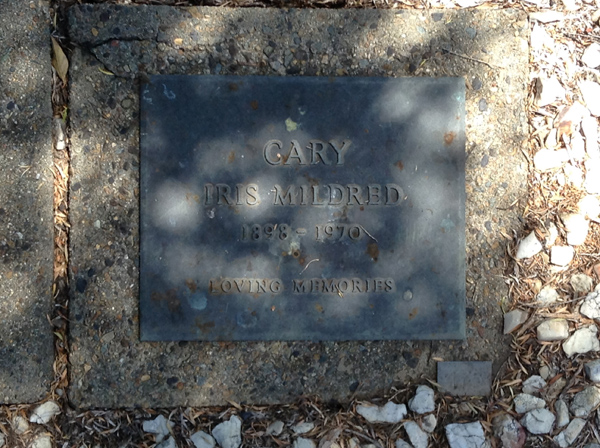 CARY
IRIS MILDRED
1898 - 1970
LOVING MEMORIES